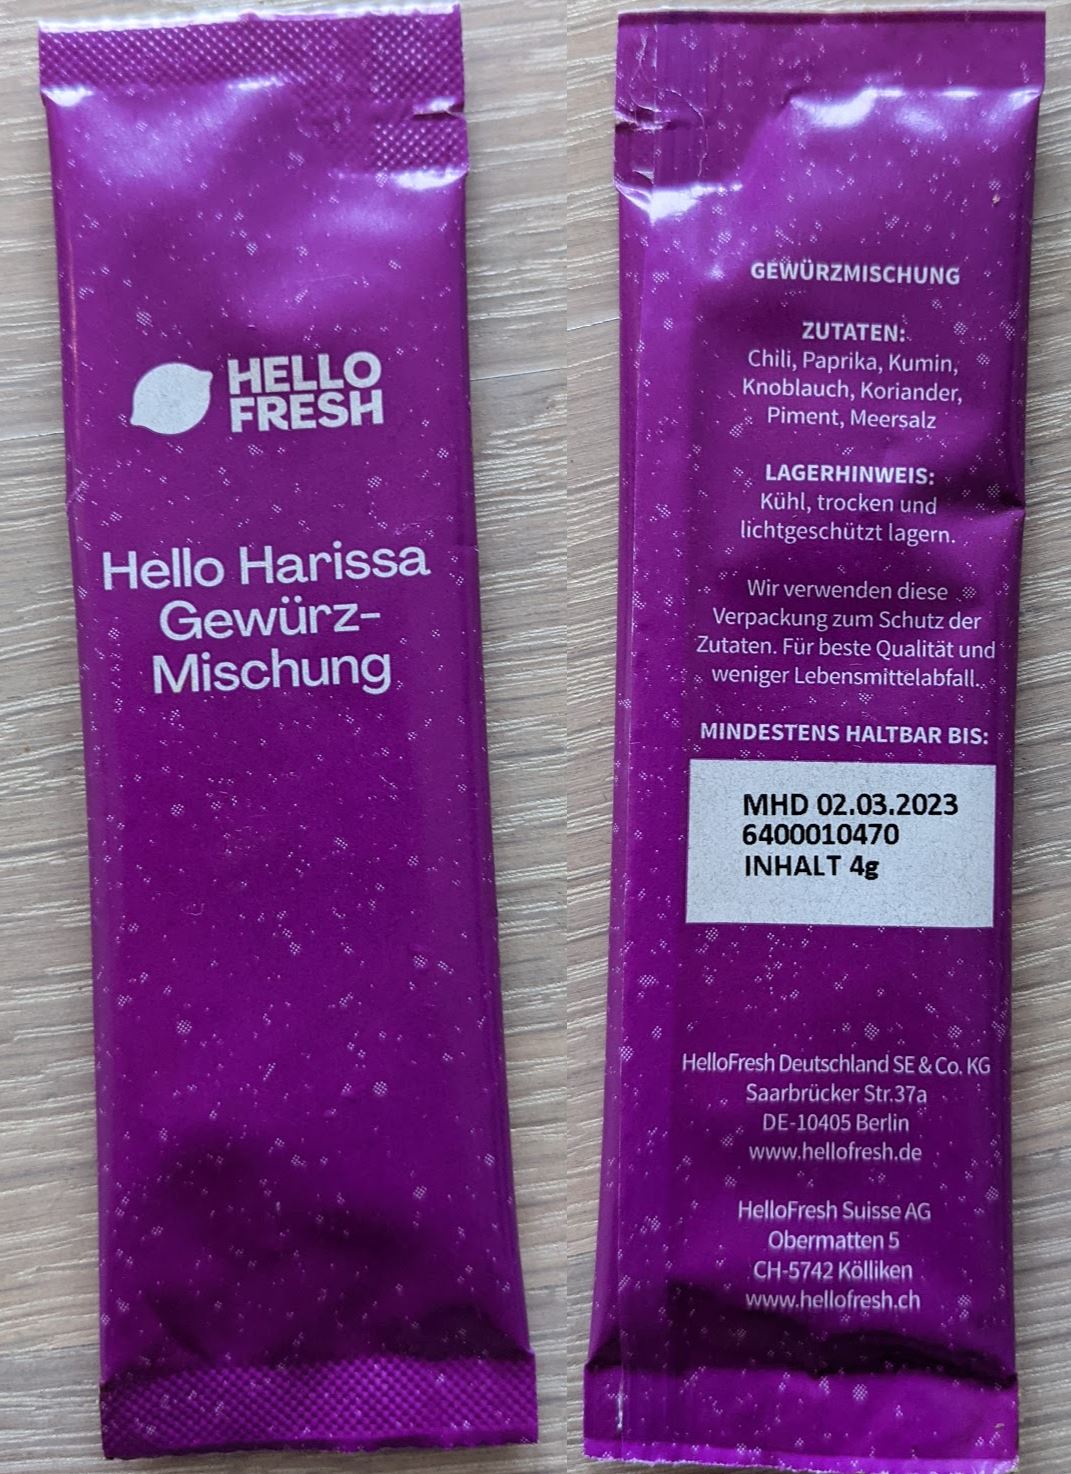 HELLO
FRESH
Hello Harissa
Gewürz-
Mischung
GEWÜRZMISCHUNG
ZUTATEN:
Chili, Paprika, Kumin,
Knoblauch, Koriander,
Piment, Meersalz
LAGERHINWEIS:
Kühl, trocken und
lichtgeschützt lagern.
Wir verwenden diese
Verpackung zum Schutz der
Zutaten. Für beste Qualität und
weniger Lebensmittelabfall.
MINDESTENS HALTBAR BIS:
MHD 02.03.2023
6400010470
INHALT 4g
HelloFresh Deutschland SE & Co. KG
Saarbrücker Str.37a
DE-10405 Berlin
www.hellofresh.de
HelloFresh Suisse AG
Obermatten 5
CH-5742 Kölliken
www.hellofresh.ch